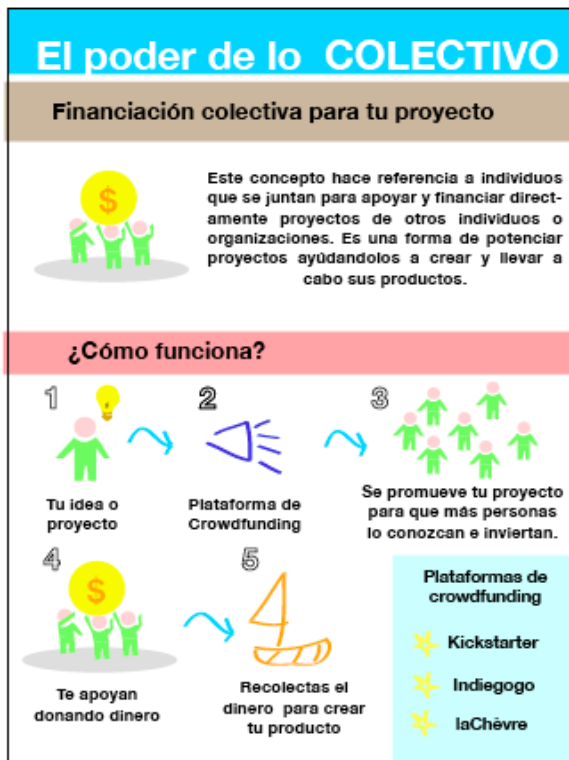 El poder de lo COLECTIVO
Financiación colectiva para tu proyecto
$
Este concepto hace referencia a individuos
que se juntan para apoyar y financiar direct-
amente proyectos de otros individuos o
organizaciones. Es una forma de potenciar
proyectos ayúdandolos a crear y llevar a
cabo sus productos.
¿Cómo funciona?
1
Tu idea o
proyecto
2
Plataforma de
Crowdfunding
3
Se promueve tu proyecto
para que más personas
lo conozcan e inviertan.
4
$
Te apoyan
donando dinero
5
Recolectas el
dinero para crear
tu producto
Plataformas de
crowdfunding
Kickstarter
Indiegogo
laChèvre